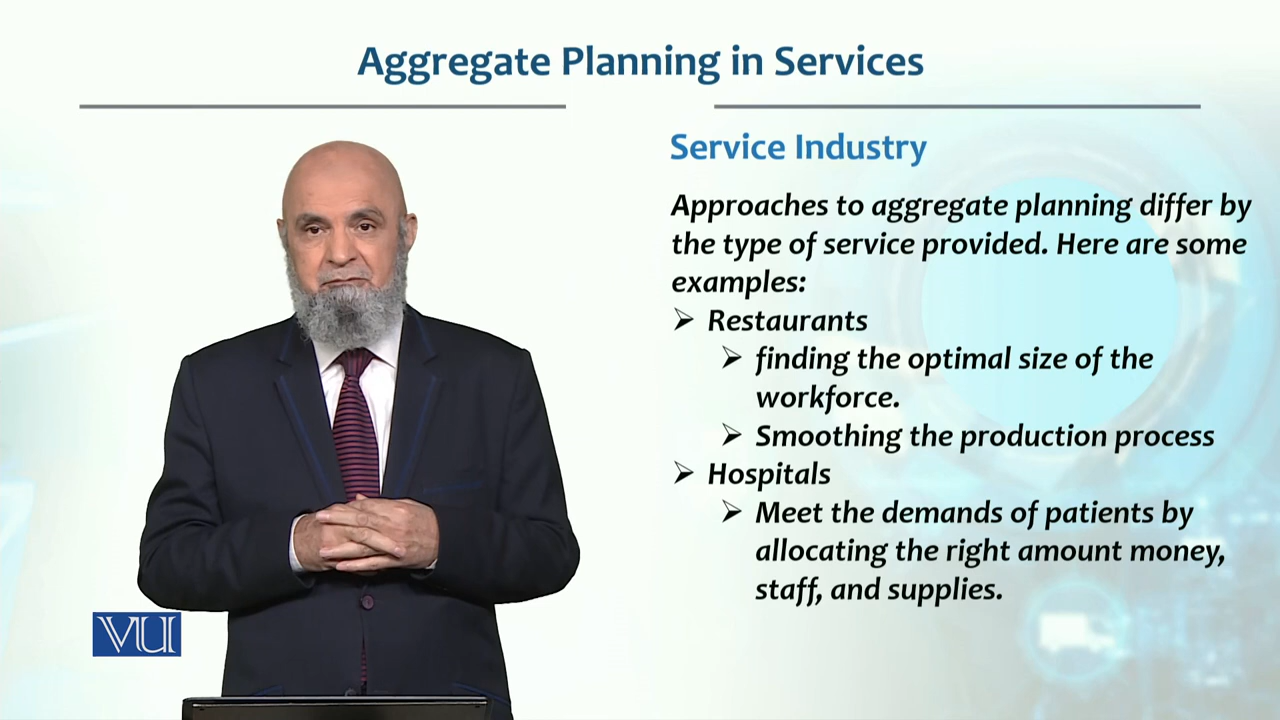 Aggregate Planning in Services
Service Industry
Approaches to aggregate planning differ by
the type of service provided. Here are some
examples:
➢ Restaurants
➢ finding the optimal size of the
workforce.
➢ Smoothing the production process
➢ Hospitals
➢ Meet the demands of patients by
allocating the right amount money,
staff, and supplies.
VU